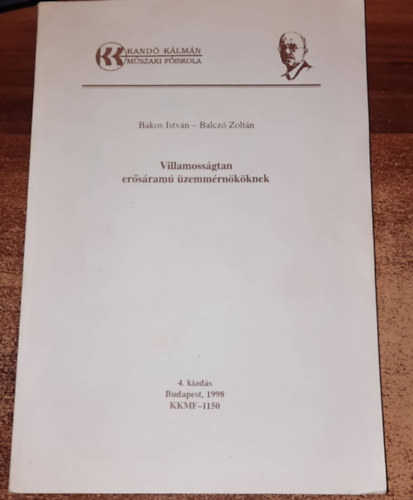 KANDÓ KÁLMÁN
MŰSZAKI FŐISKOLA
Bakos István – Balczó Zoltán
Villamosságtan
erősáramú üzemmérnököknek
4. kiadás
Budapest, 1998
KKMF–1150